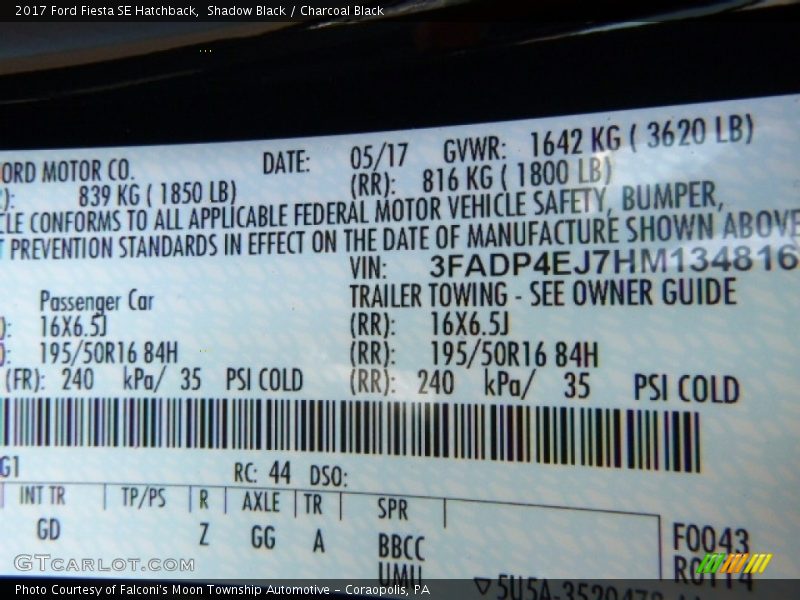 2017 Ford Fiesta SE Hatchback, Shadow Black / Charcoal Black
ORD MOTOR CO. DATE: 05/17 GVWR: 1642 KG ( 3620 LB)
): 839 KG ( 1850 LB) (RR): 816 KG ( 1800 LB)
CLE CONFORMS TO ALL APPLICABLE FEDERAL MOTOR VEHICLE SAFETY, BUMPER,
T PREVENTION STANDARDS IN EFFECT ON THE DATE OF MANUFACTURE SHOWN ABOVE
VIN: 3FADP4EJ7HM134816
Passenger Car TRAILER TOWING - SEE OWNER GUIDE
): 16X6.5J (RR): 16X6.5J
): 195/50R16 84H (RR): 195/50R16 84H
(FR): 240 kPa/ 35 PSI COLD (RR): 240 kPa/ 35 PSI COLD
G1 RC: 44 DSO:
INT TR TP/PS R AXLE TR SPR
GD Z GG A BBCC F0043
UMU R0114
GTCARLOT.COM
Photo Courtesy of Falconi's Moon Township Automotive – Coraopolis, PA